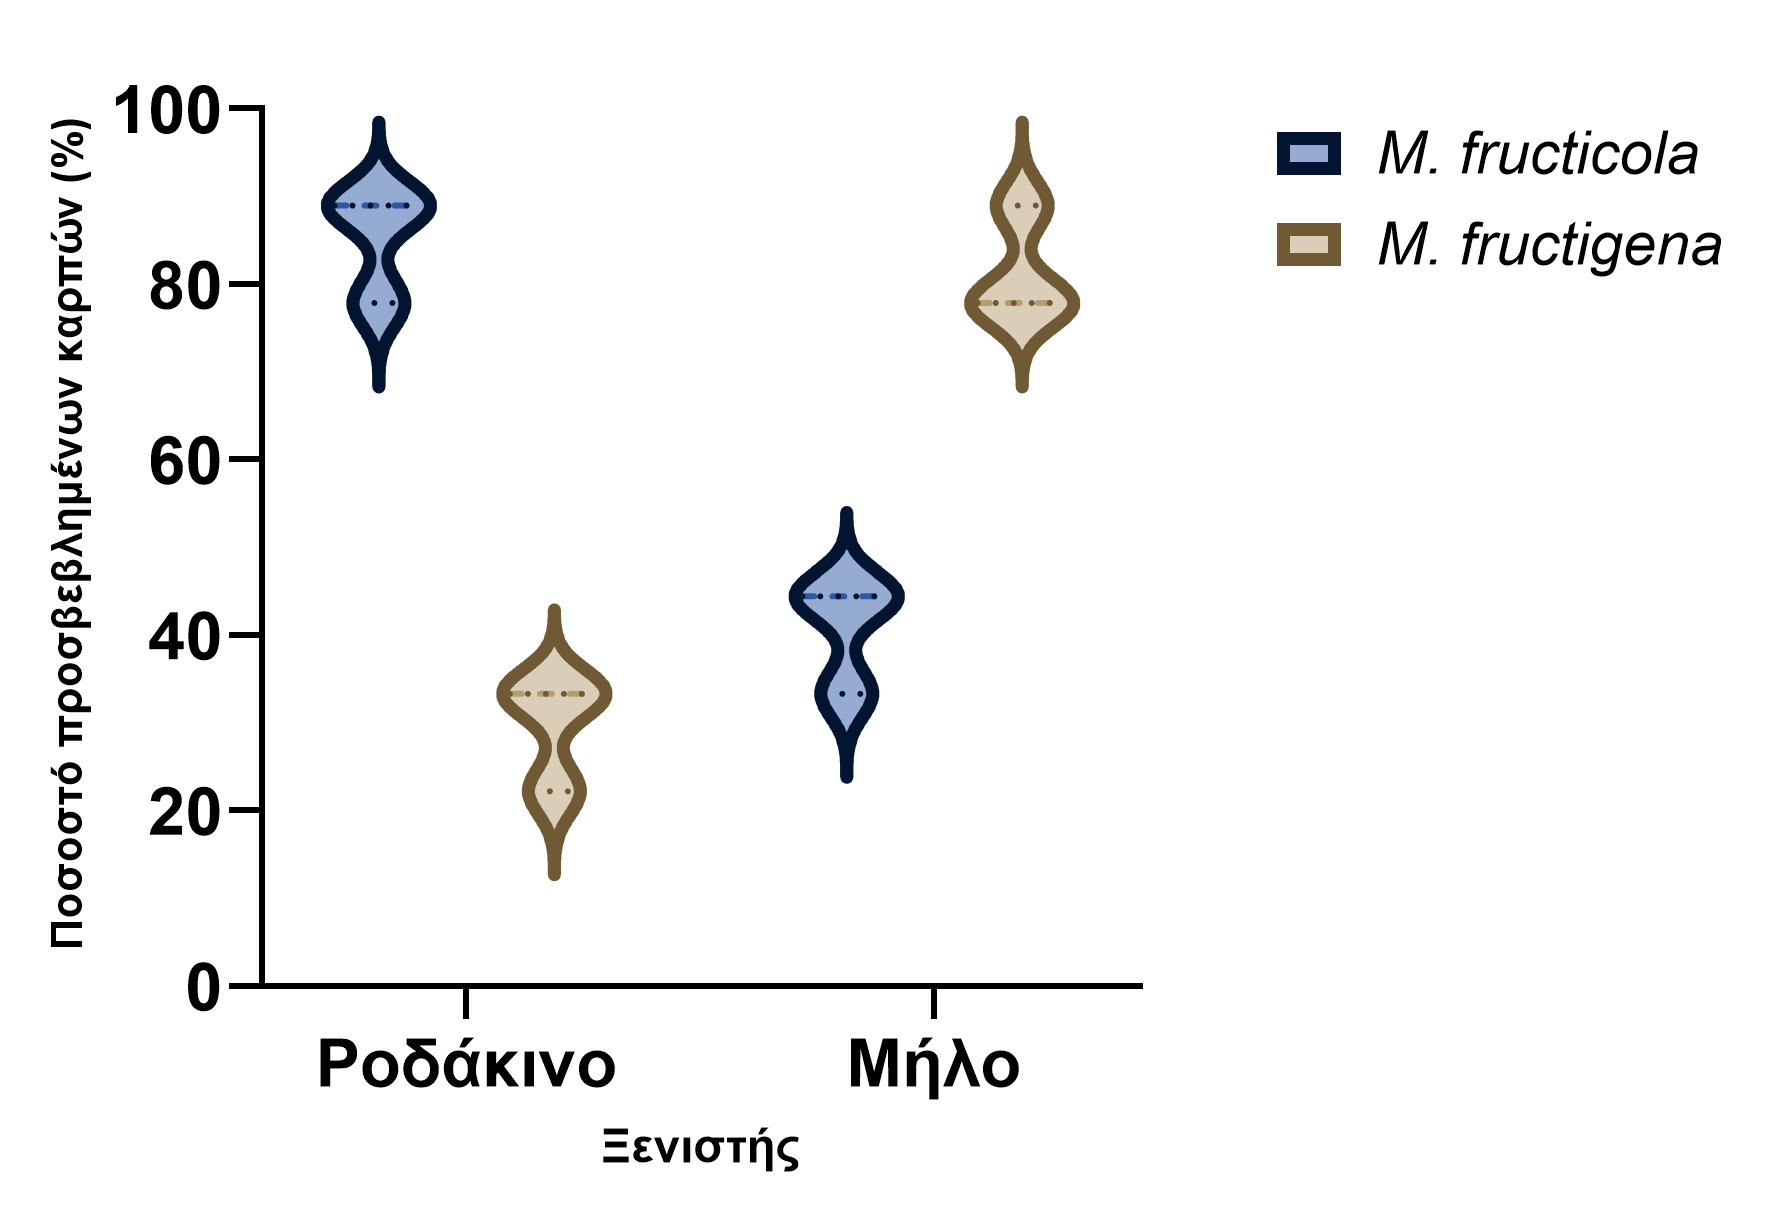 Ποσοστό προσβεβλημένων καρπών (%)
100
80
60
40
20
0
Ροδάκινο
Μήλο
Ξενιστής
M. fructicola
M. fructigena